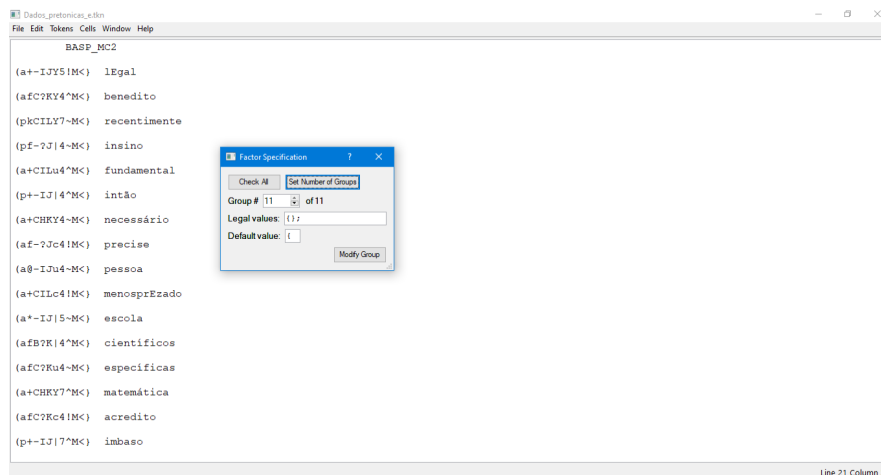 Dados_pretonicas_e.tkn
File Edit Tokens Cells Window Help
BASP_MC2
(a+-IJY5!M<} lEgal
(afC?KY4^M<} benedito
(pkCILY7~M<} recentimente
(pf-?J|4~M<} insino
(a+CILu4^M<} fundamental
(p+-IJ|4^M<} intão
(a+CHKY4~M<} necessário
(af-?Jc4!M<} precise
(a@-IJu4~M<} pessoa
(a+CILc4!M<} menosprEzado
(a*-IJ|5~M<} escola
(afB?K|4^M<} científicos
(afC?Ku4~M<} específicas
(a+CHKY7^M<} matemática
(afC?Kc4!M<} acredito
(p+-IJ|7^M<} imbaso
Factor Specification ?
Check All Set Number of Groups
Group # 11 of 11
Legal values: {};
Default value: {
Modify Group
Line 21 Column